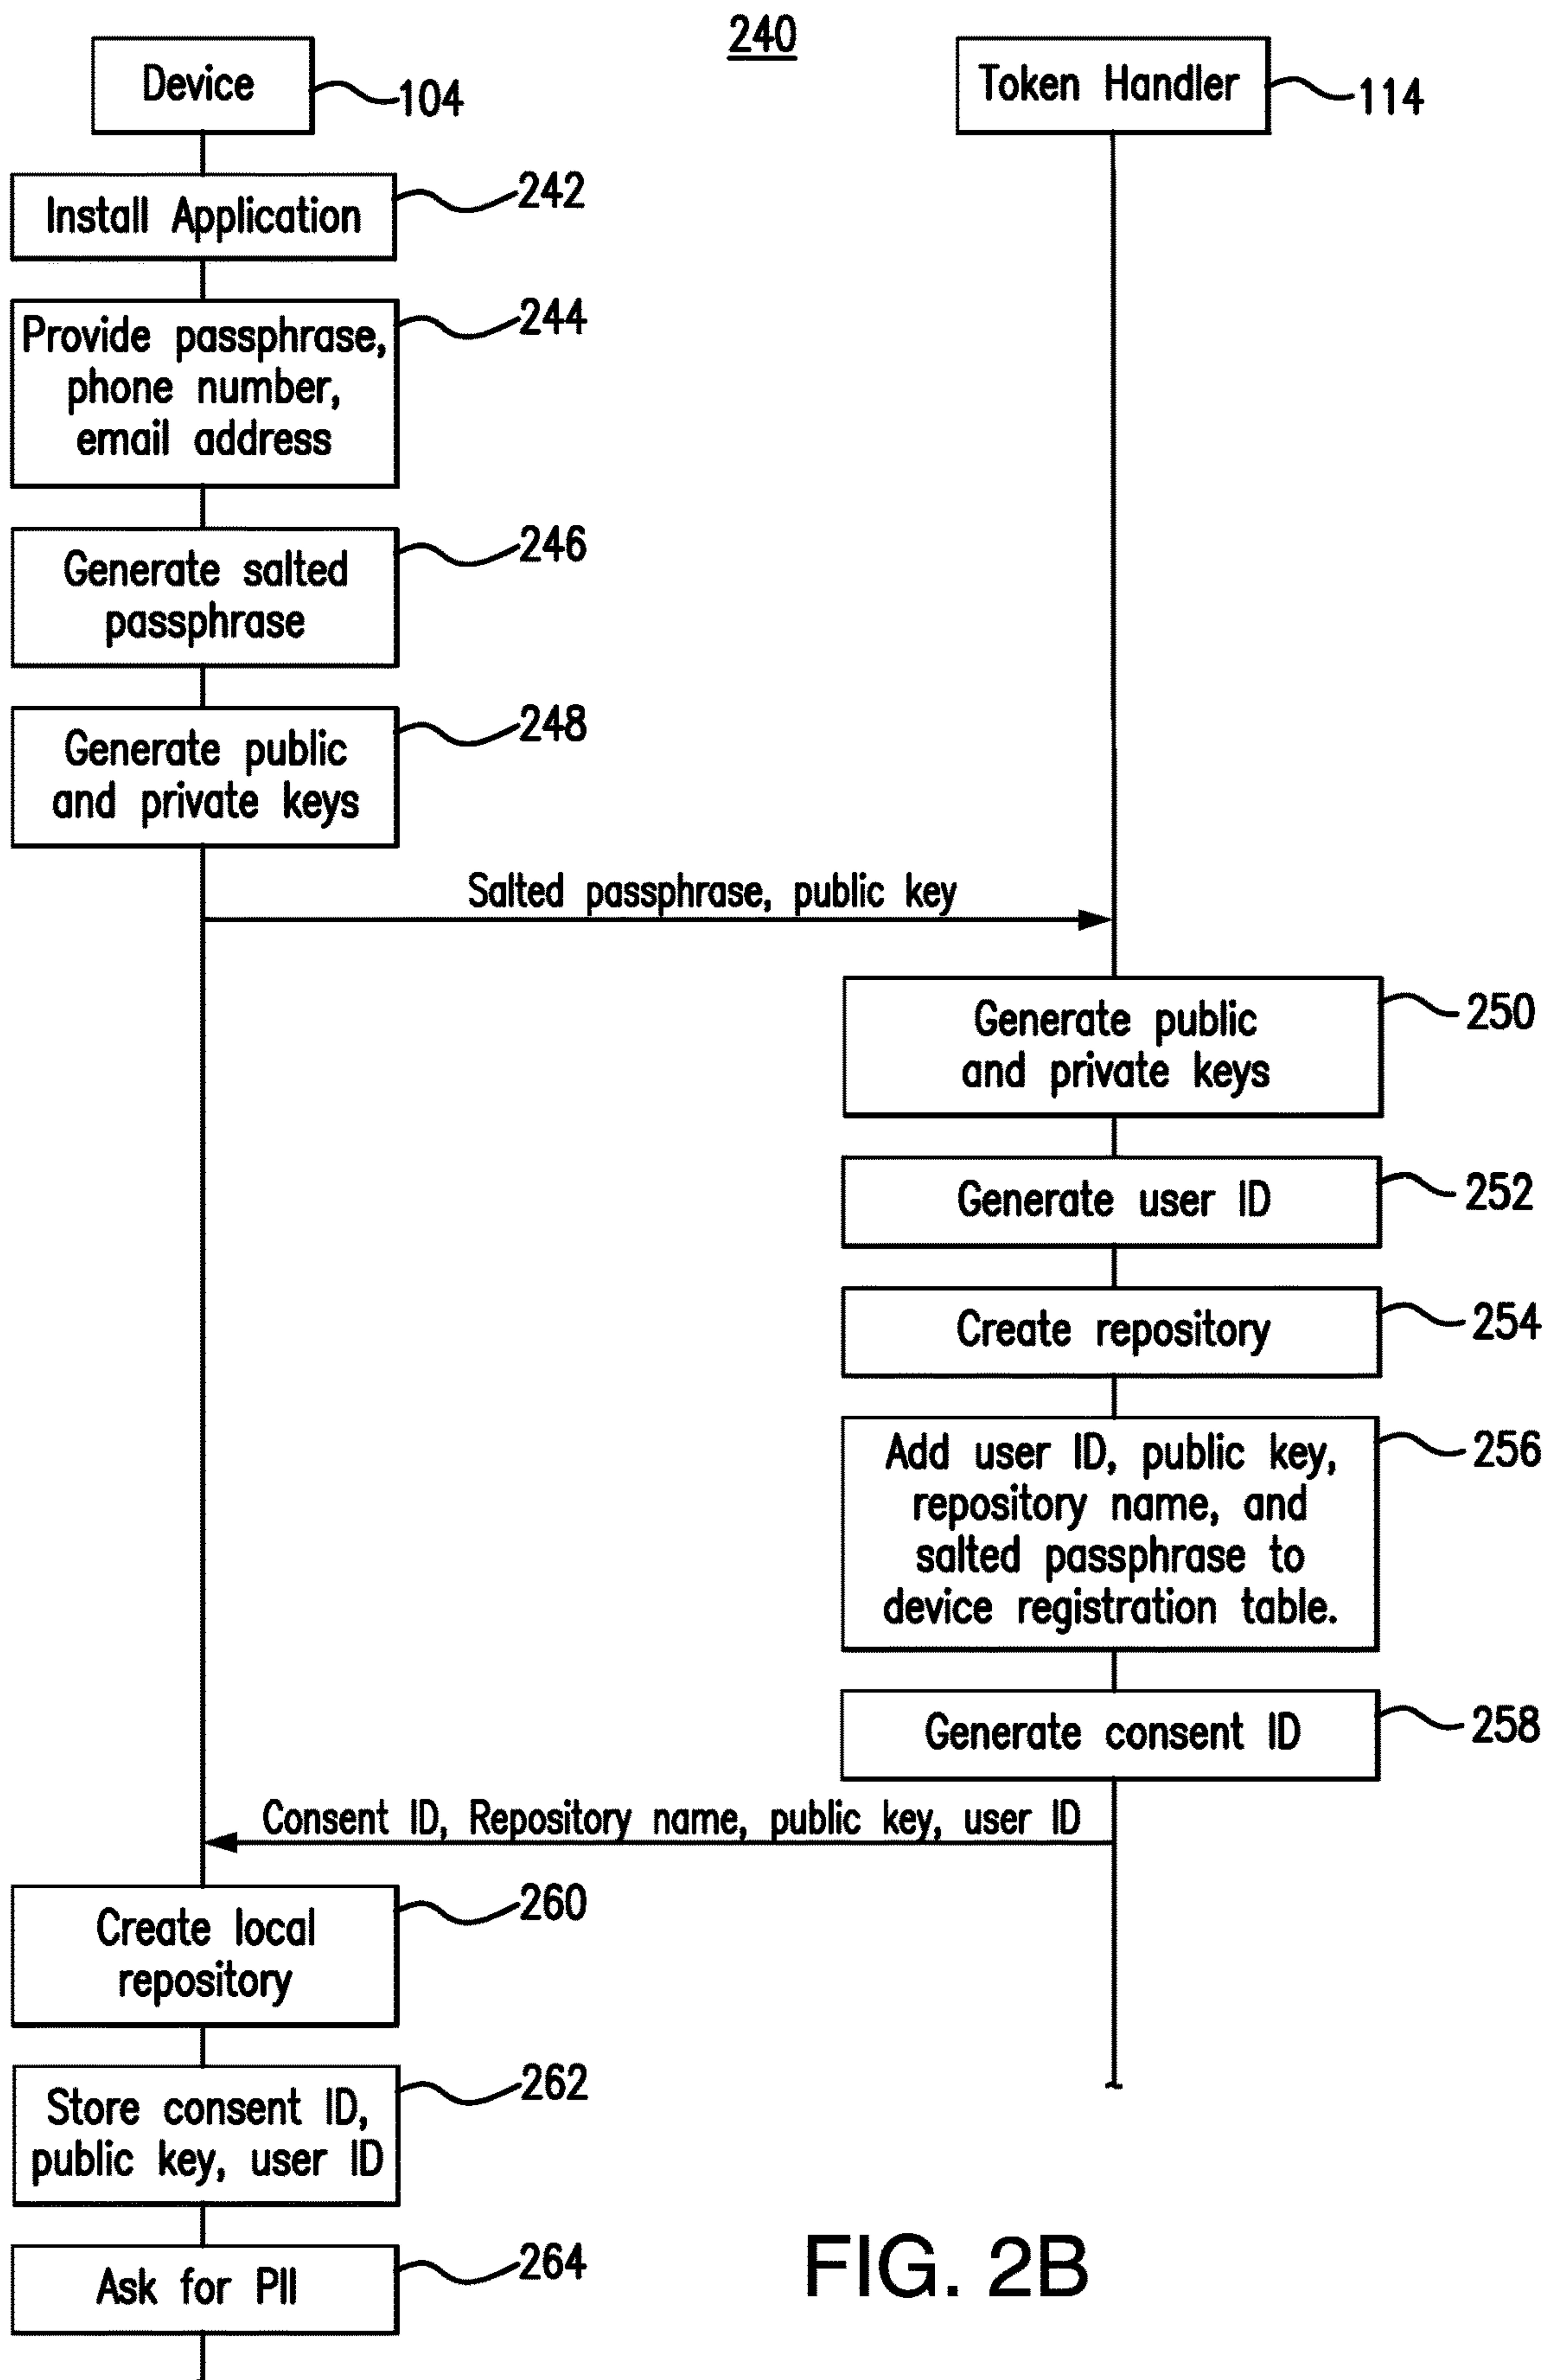 240
Device
104
Token Handler
114
Install Application
242
Provide passphrase,
phone number,
email address
244
Generate salted
passphrase
246
Generate public
and private keys
248
Salted passphrase, public key
Generate public
and private keys
250
Generate user ID
252
Create repository
254
Add user ID, public key,
repository name, and
salted passphrase to
device registration table.
256
Generate consent ID
258
Consent ID, Repository name, public key, user ID
Create local
repository
260
Store consent ID,
public key, user ID
262
Ask for PII
264
FIG. 2B